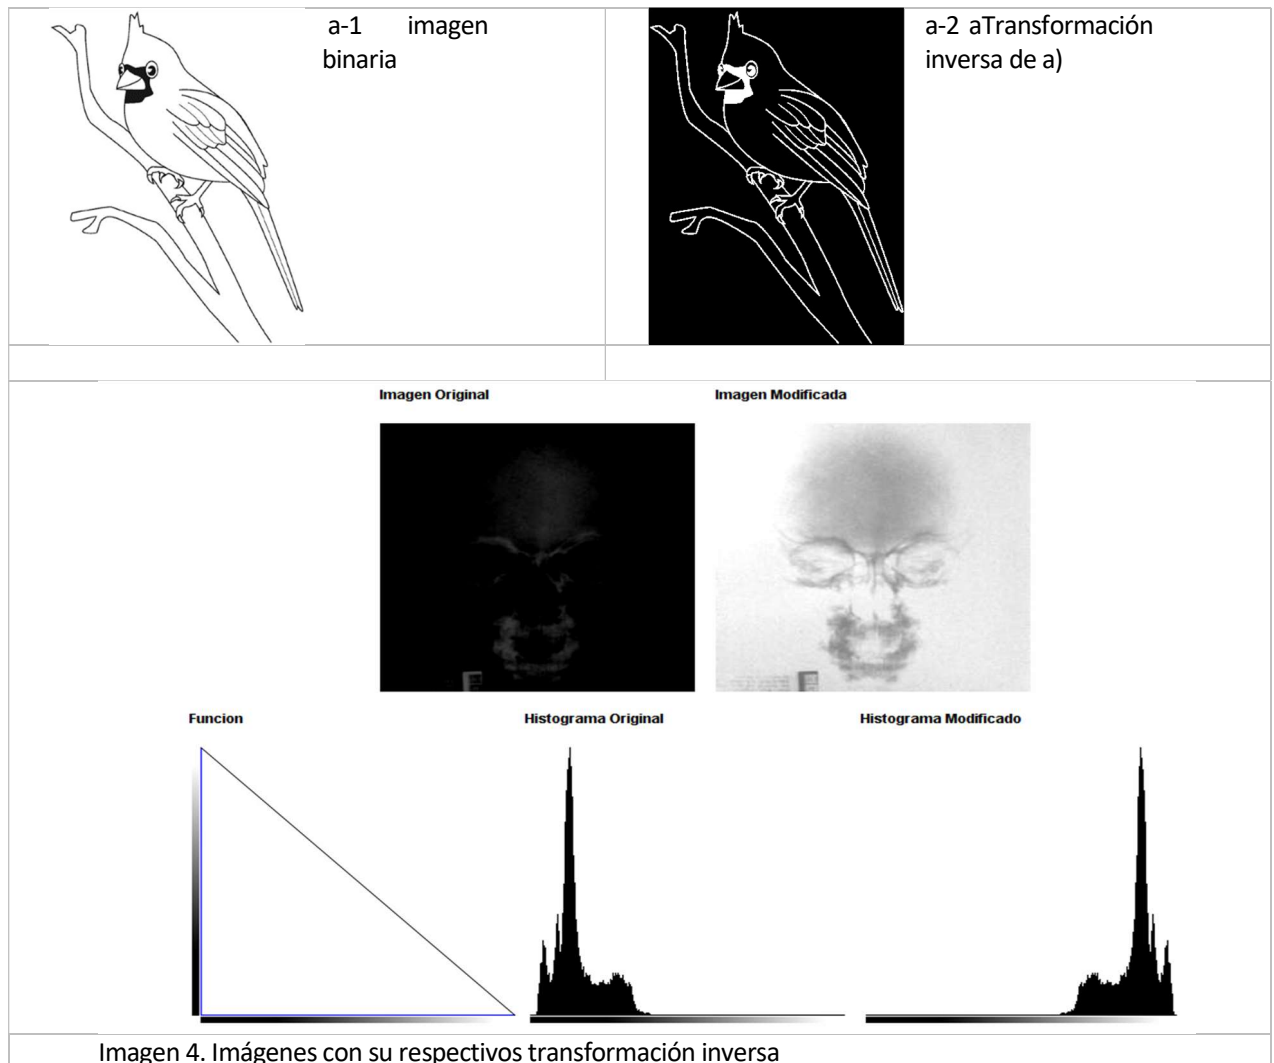 a-1 imagen
binaria
a-2 aTransformación
inversa de a)
Imagen Original
Imagen Modificada
Funcion
Histograma Original
Histograma Modificado
Imagen 4. Imágenes con su respectivos transformación inversa